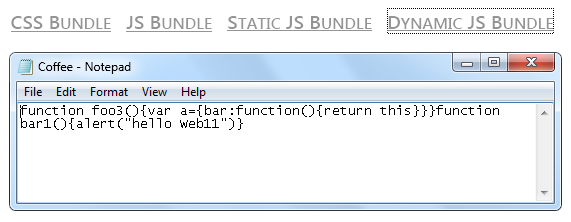 CSS Bundle JS Bundle Static JS Bundle Dynamic JS Bundle
Coffee - Notepad
File Edit Format View Help
function foo3(){var a={bar:function(){return this}}}function
bar1(){alert("hello web11")}